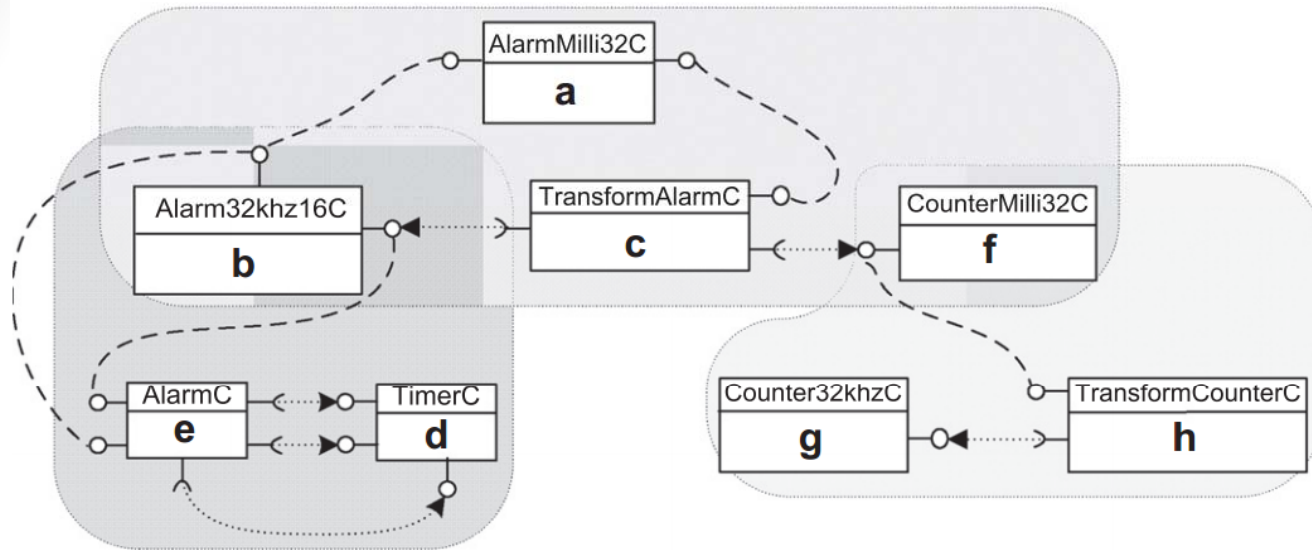 AlarmMilli32C
a
Alarm32khz16C
b
TransformAlarmC
c
CounterMilli32C
f
AlarmC
e
TimerC
d
Counter32khzC
g
TransformCounterC
h